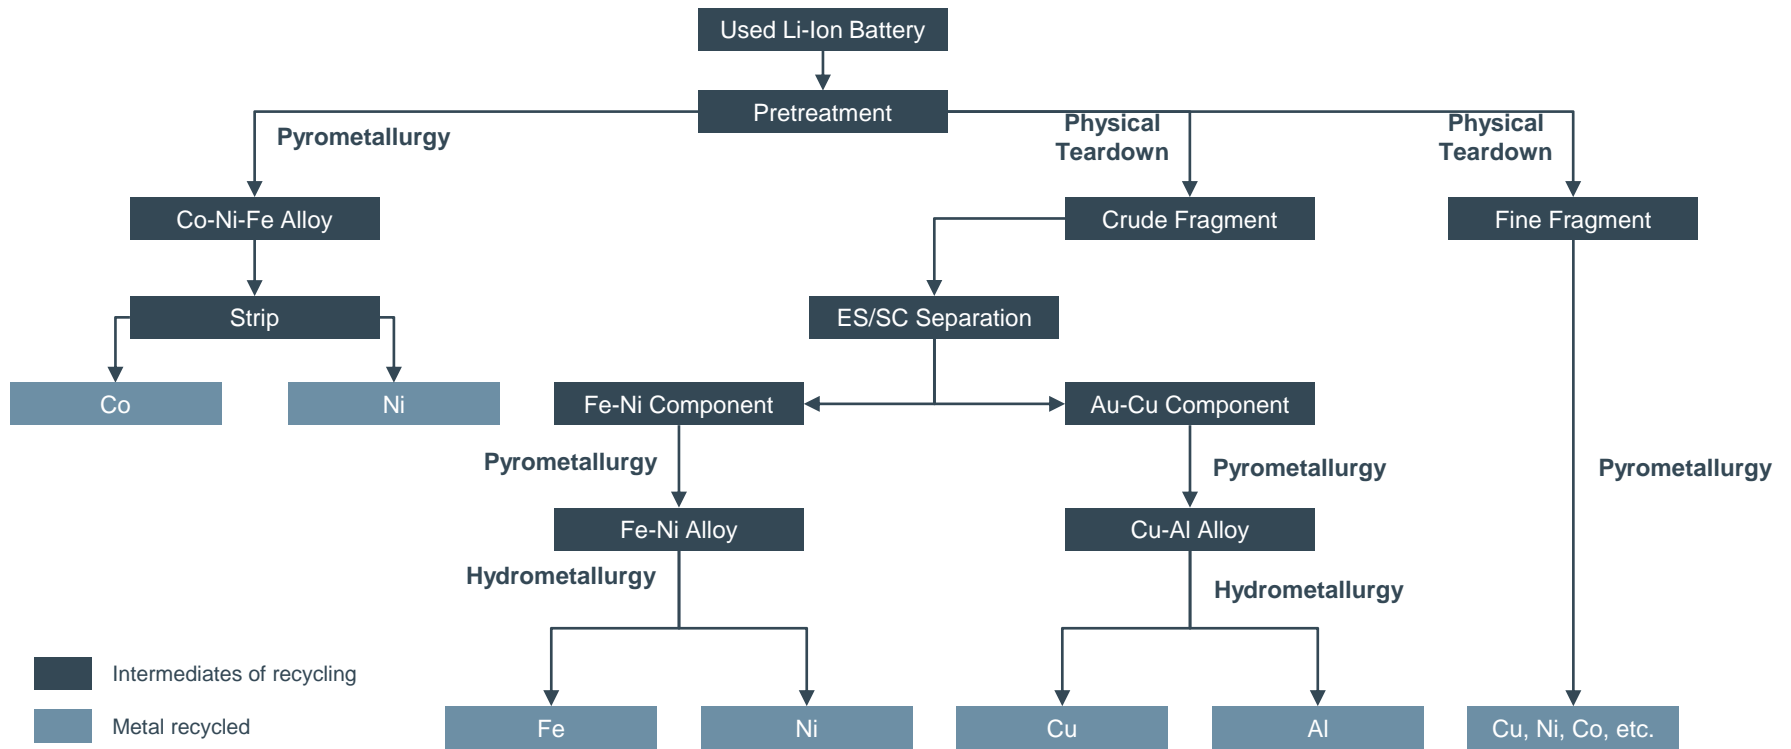 Used Li-Ion Battery
Pretreatment
Pyrometallurgy
Physical
Teardown
Physical
Teardown
Co-Ni-Fe Alloy
Crude Fragment
Fine Fragment
Strip
ES/SC Separation
Co
Ni
Fe-Ni Component
Au-Cu Component
Pyrometallurgy
Pyrometallurgy
Pyrometallurgy
Fe-Ni Alloy
Cu-Al Alloy
Hydrometallurgy
Hydrometallurgy
Intermediates of recycling
Metal recycled
Fe
Ni
Cu
Al
Cu, Ni, Co, etc.